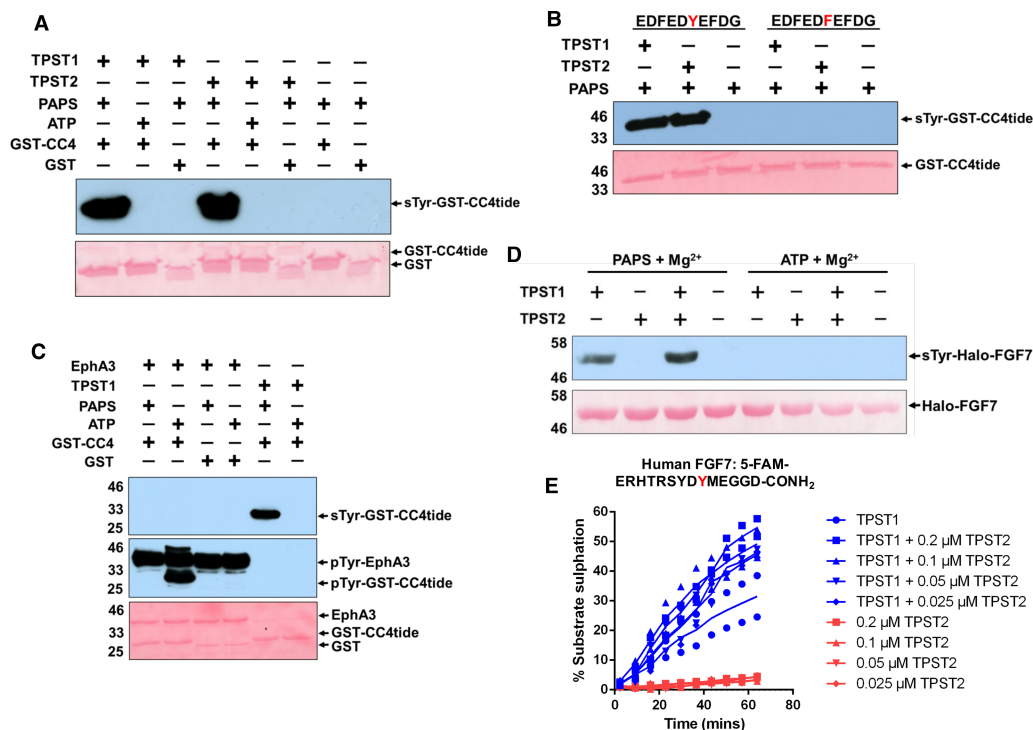 A
TPST1 + + + − − − − −
TPST2 − − − + + + − −
PAPS + − + + − + + +
ATP − + − − + − − −
GST-CC4 + + − + + − + −
GST − − + − − + − +
sTyr-GST-CC4tide
GST-CC4tide
GST
B
EDFEDYEFDG EDFEDFEFDG
TPST1 + − − + − −
TPST2 − + − − + −
PAPS + + + + + +
46
33
sTyr-GST-CC4tide
46
33
GST-CC4tide
C
EphA3 + + + + − −
TPST1 − − − − + +
PAPS + − + − + −
ATP − + − + − +
GST-CC4 + + − − + +
GST − − + + − −
46
33
25
sTyr-GST-CC4tide
46
33
25
pTyr-EphA3
pTyr-GST-CC4tide
46
33
25
EphA3
GST-CC4tide
GST
D
PAPS + Mg²⁺ ATP + Mg²⁺
TPST1 + − + − + − + −
TPST2 − + + − − + + −
58
46
sTyr-Halo-FGF7
58
46
Halo-FGF7
E
Human FGF7: 5-FAM-
ERHTRSYDYMEGGD-CONH₂
% Substrate sulphation
60
50
40
30
20
10
0
0 20 40 60 80
Time (mins)
TPST1
TPST1 + 0.2 µM TPST2
TPST1 + 0.1 µM TPST2
TPST1 + 0.05 µM TPST2
TPST1 + 0.025 µM TPST2
0.2 µM TPST2
0.1 µM TPST2
0.05 µM TPST2
0.025 µM TPST2